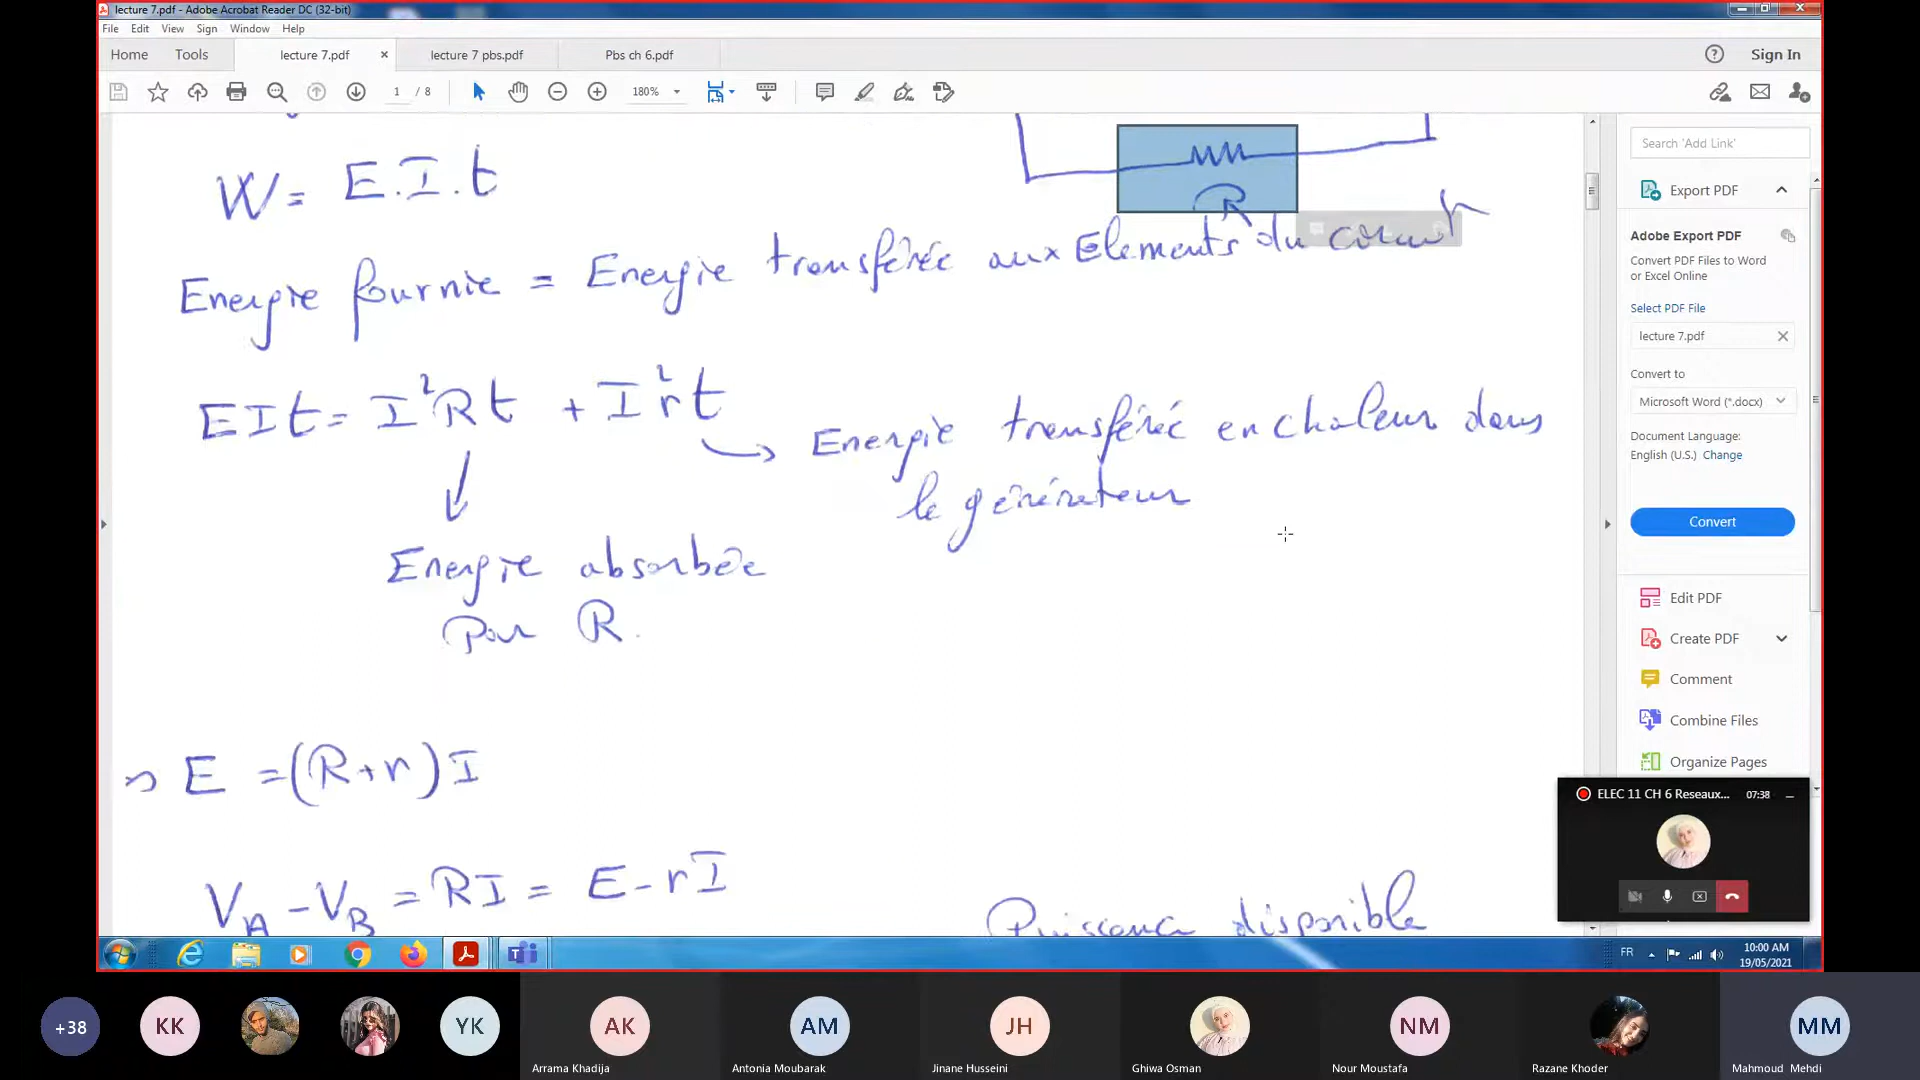 lecture 7.pdf - Adobe Acrobat Reader DC (32-bit)
File Edit View Sign Window Help
Home Tools lecture 7.pdf lecture 7 pbs.pdf Pbs ch 6.pdf Sign In
1 / 8 180%
W = E.I.t
Energie fournie = Energie transférée aux Elements du
EIt = I²Rt + I²rt
Energie transférée en chaleur dans
le générateur
Energie absorbée
Par R.
E = (R+r)I
V_A - V_B = RI = E - rI
Puissance disponible
Search 'Add Link'
Export PDF
Adobe Export PDF
Convert PDF Files to Word
or Excel Online
Select PDF File
lecture 7.pdf
Convert to
Microsoft Word (*.docx)
Document Language:
English (U.S.) Change
Convert
Edit PDF
Create PDF
Comment
Combine Files
Organize Pages
ELEC 11 CH 6 Reseaux... 07:38
FR
10:00 AM
19/05/2021
+38 KK YK AK AM JH NM MM
Arrama Khadija Antonia Moubarak Jinane Husseini Ghiwa Osman Nour Moustafa Razane Khoder Mahmoud Mehdi